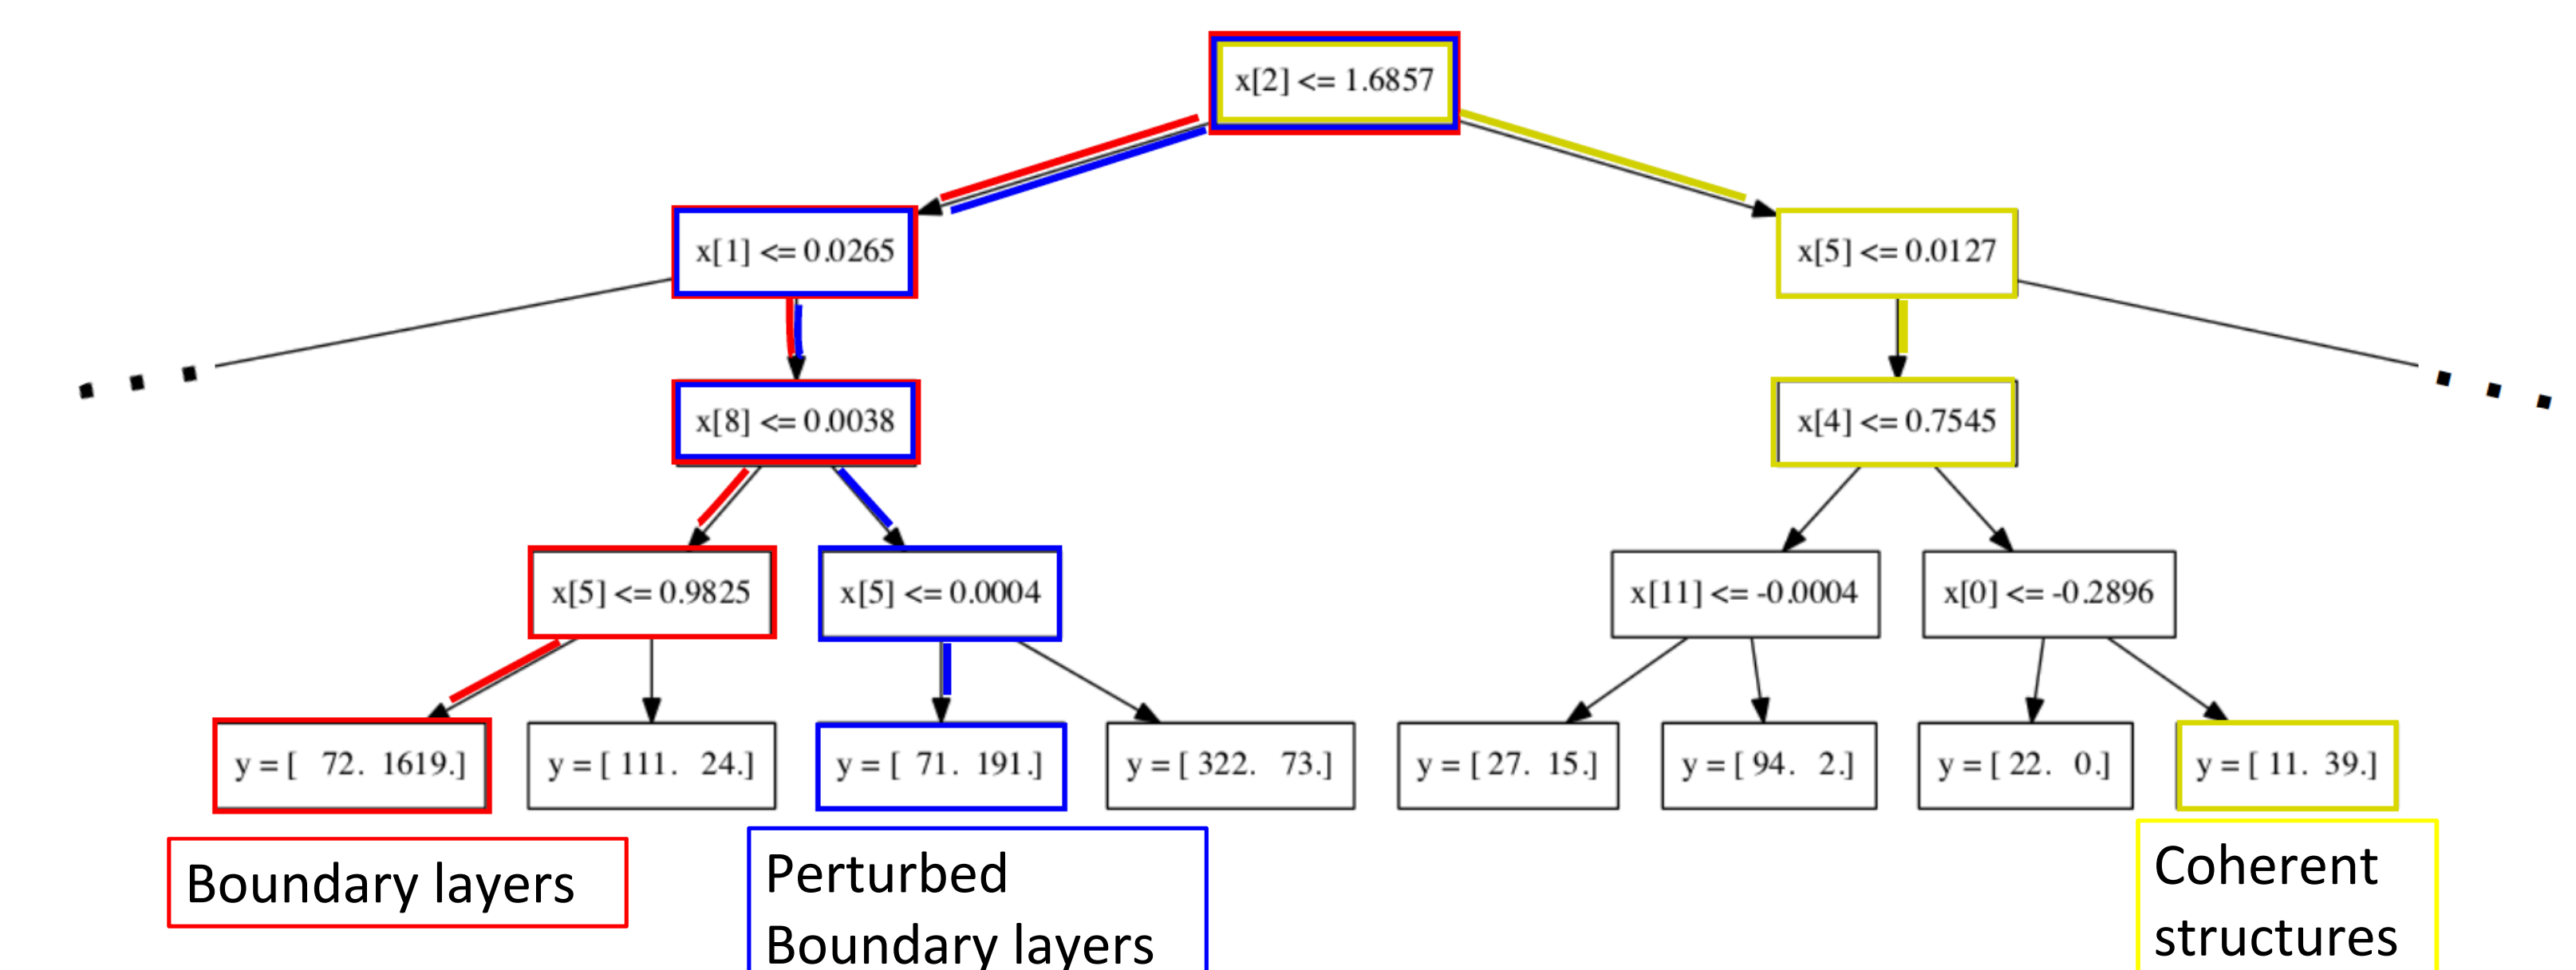 x[2] <= 1.6857
x[1] <= 0.0265
x[5] <= 0.0127
x[8] <= 0.0038
x[4] <= 0.7545
x[5] <= 0.9825
x[5] <= 0.0004
x[11] <= -0.0004
x[0] <= -0.2896
y = [ 72. 1619.]
y = [ 111. 24.]
y = [ 71. 191.]
y = [ 322. 73.]
y = [ 27. 15.]
y = [ 94. 2.]
y = [ 22. 0.]
y = [ 11. 39.]
Boundary layers
Perturbed
Boundary layers
Coherent
structures